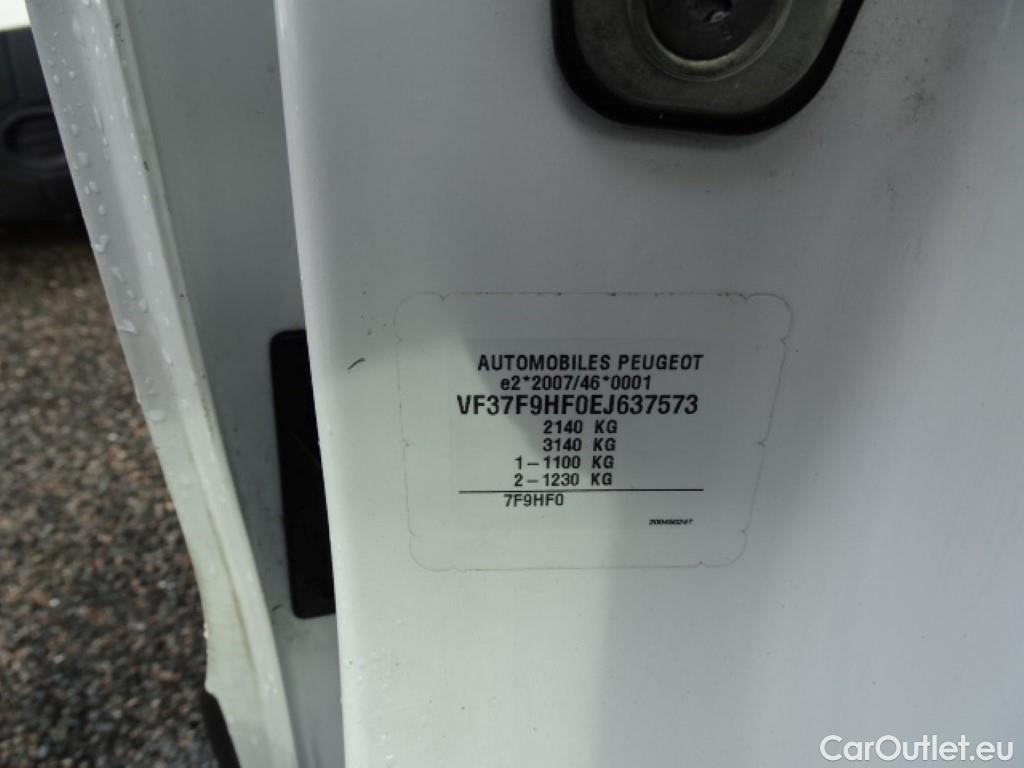 AUTOMOBILES PEUGEOT
e2*2007/46*0001
VF37F9HF0EJ637573
2140 KG
3140 KG
1-1100 KG
2-1230 KG
7F9HF0
CarOutlet.eu